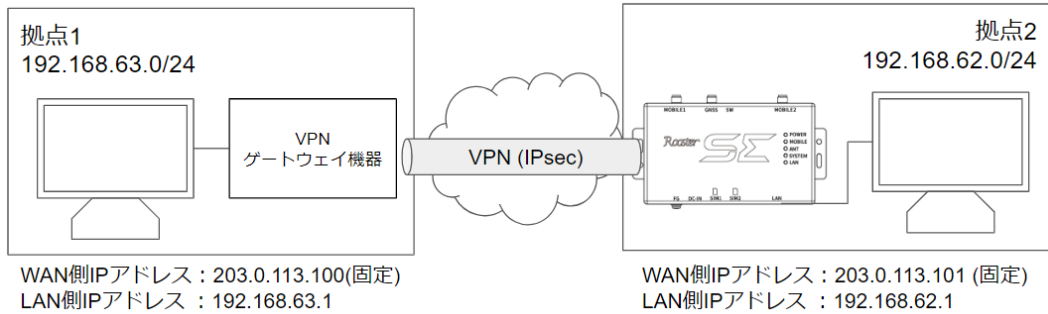 拠点1
192.168.63.0/24
VPN
ゲートウェイ機器
WAN側IPアドレス：203.0.113.100(固定)
LAN側IPアドレス ：192.168.63.1
VPN (IPsec)
拠点2
192.168.62.0/24
MOBILE1 GNSS SW MOBILE2
Rooster SE
POWER
MOBILE
ANT
SYSTEM
LAN
FG DC-IN SIM1 SIM2 LAN
WAN側IPアドレス：203.0.113.101 (固定)
LAN側IPアドレス ：192.168.62.1